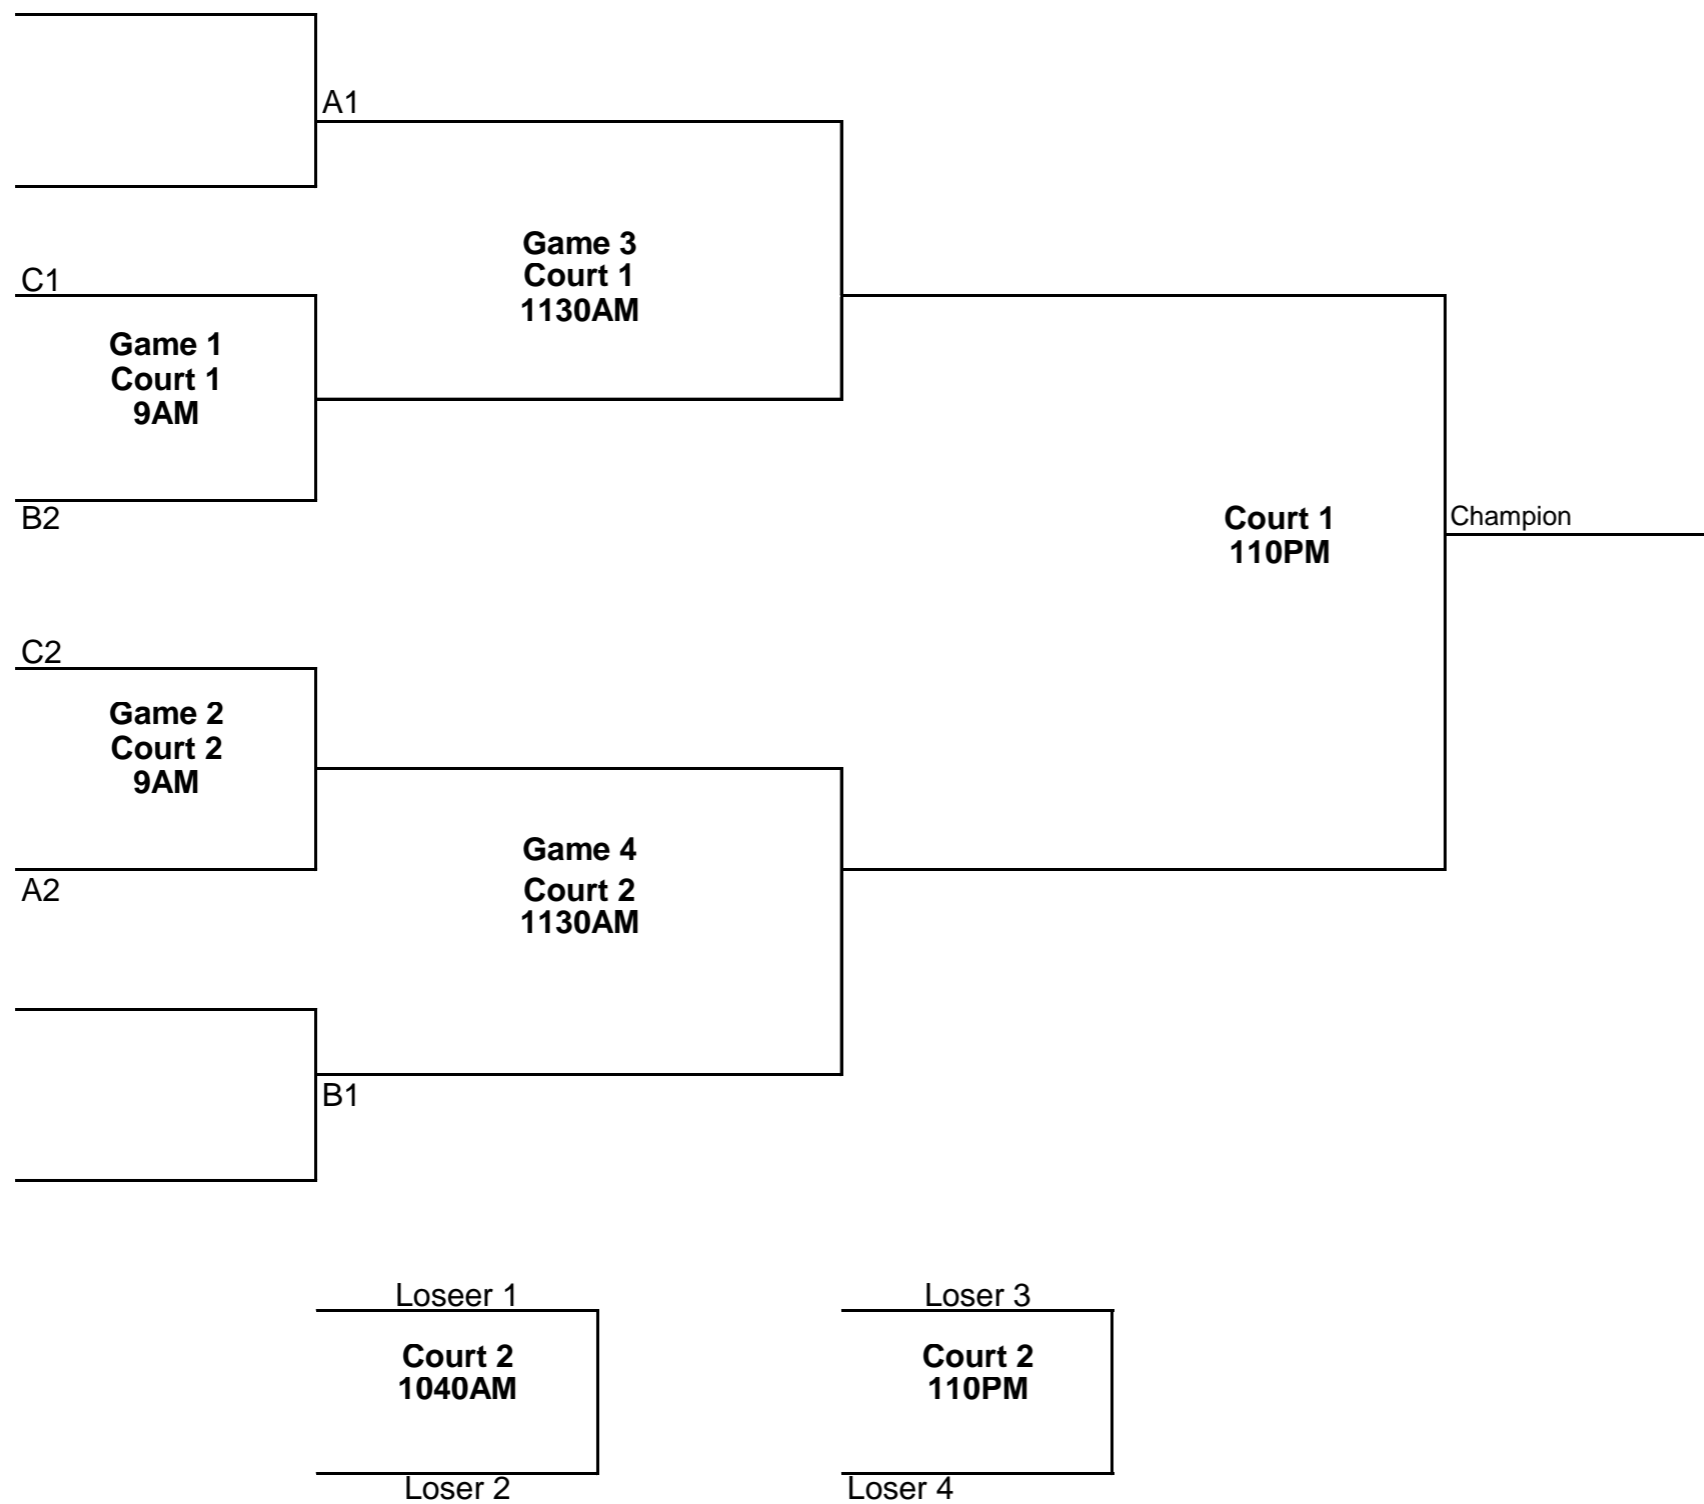 A1
Game 3
Court 1
1130AM
C1
Game 1
Court 1
9AM
B2
Court 1
110PM
Champion
C2
Game 2
Court 2
9AM
A2
Game 4
Court 2
1130AM
B1
Loseer 1
Court 2
1040AM
Loser 2
Loser 3
Court 2
110PM
Loser 4